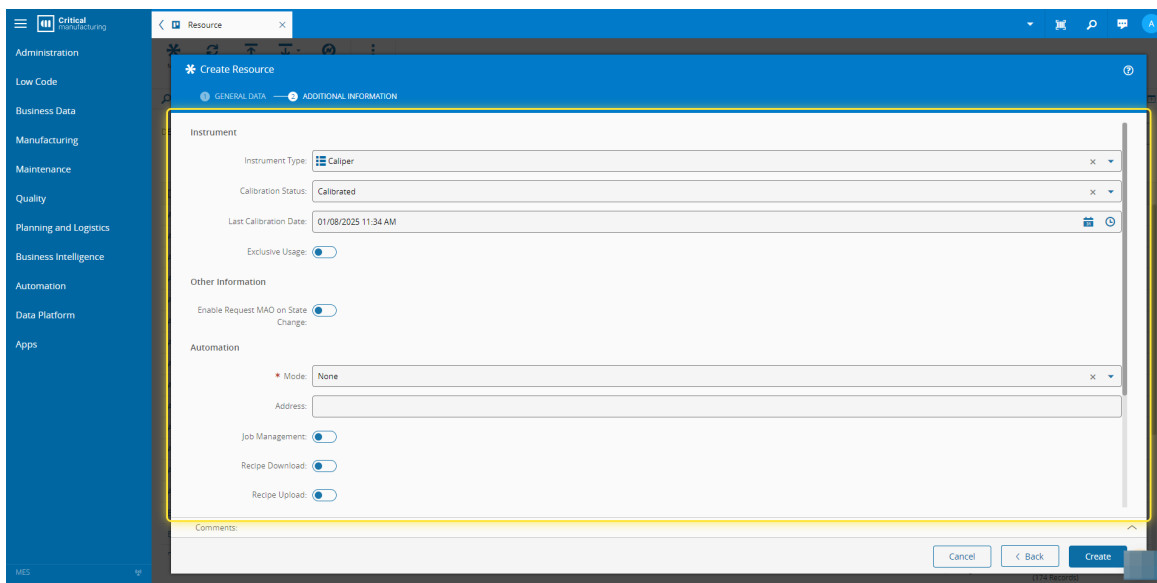 Critical
manufacturing
Resource
A
Administration
Low Code
Business Data
Manufacturing
Maintenance
Quality
Planning and Logistics
Business Intelligence
Automation
Data Platform
Apps
MES
Create Resource
1 GENERAL DATA 2 ADDITIONAL INFORMATION
Instrument
Instrument Type: Caliper
Calibration Status: Calibrated
Last Calibration Date: 01/08/2025 11:34 AM
Exclusive Usage:
Other Information
Enable Request MAO on State
Change:
Automation
* Mode: None
Address:
Job Management:
Recipe Download:
Recipe Upload:
Comments:
Cancel Back Create
(174 Records)